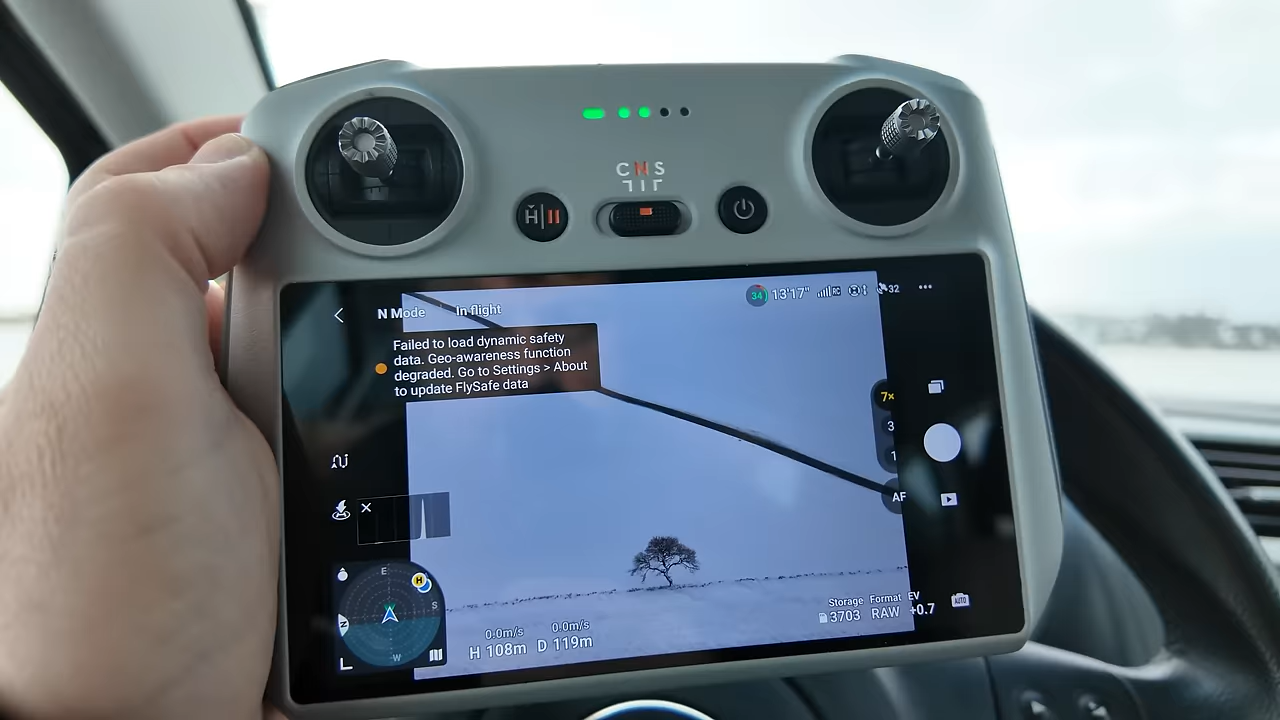 C N S
H
N Mode
In flight
34
13'17"
RC
32
Failed to load dynamic safety
data. Geo-awareness function
degraded. Go to Settings > About
to update FlySafe data
7×
3
1
AF
E
H
S
N
W
0.0m/s
0.0m/s
H 108m
D 119m
Storage
Format
EV
3703
RAW
+0.7
AUTO